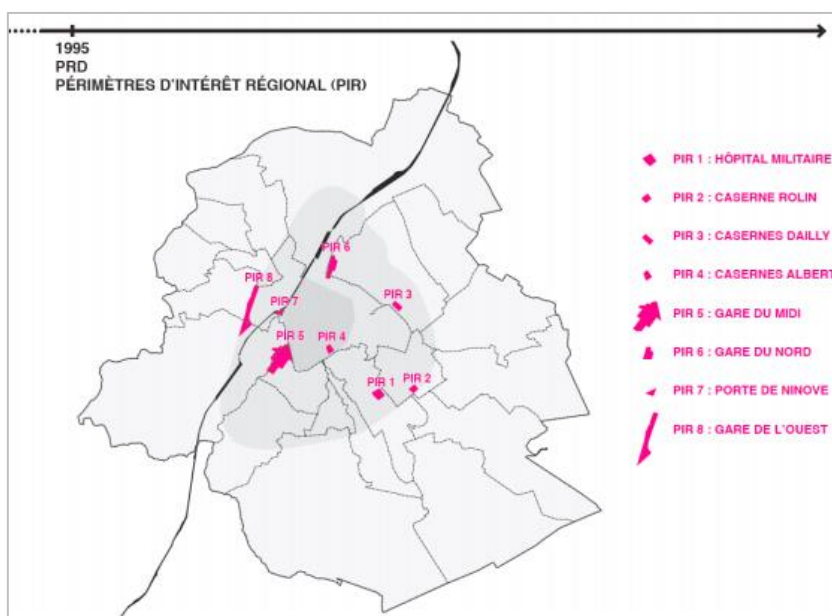 1995
PRD
PÉRIMÈTRES D'INTÉRÊT RÉGIONAL (PIR)
PIR 6
PIR 8
PIR 7
PIR 3
PIR 5
PIR 4
PIR 1
PIR 2
PIR 1 : HÔPITAL MILITAIRE
PIR 2 : CASERNE ROLIN
PIR 3 : CASERNES DAILLY
PIR 4 : CASERNES ALBERT
PIR 5 : GARE DU MIDI
PIR 6 : GARE DU NORD
PIR 7 : PORTE DE NINOVE
PIR 8 : GARE DE L'OUEST